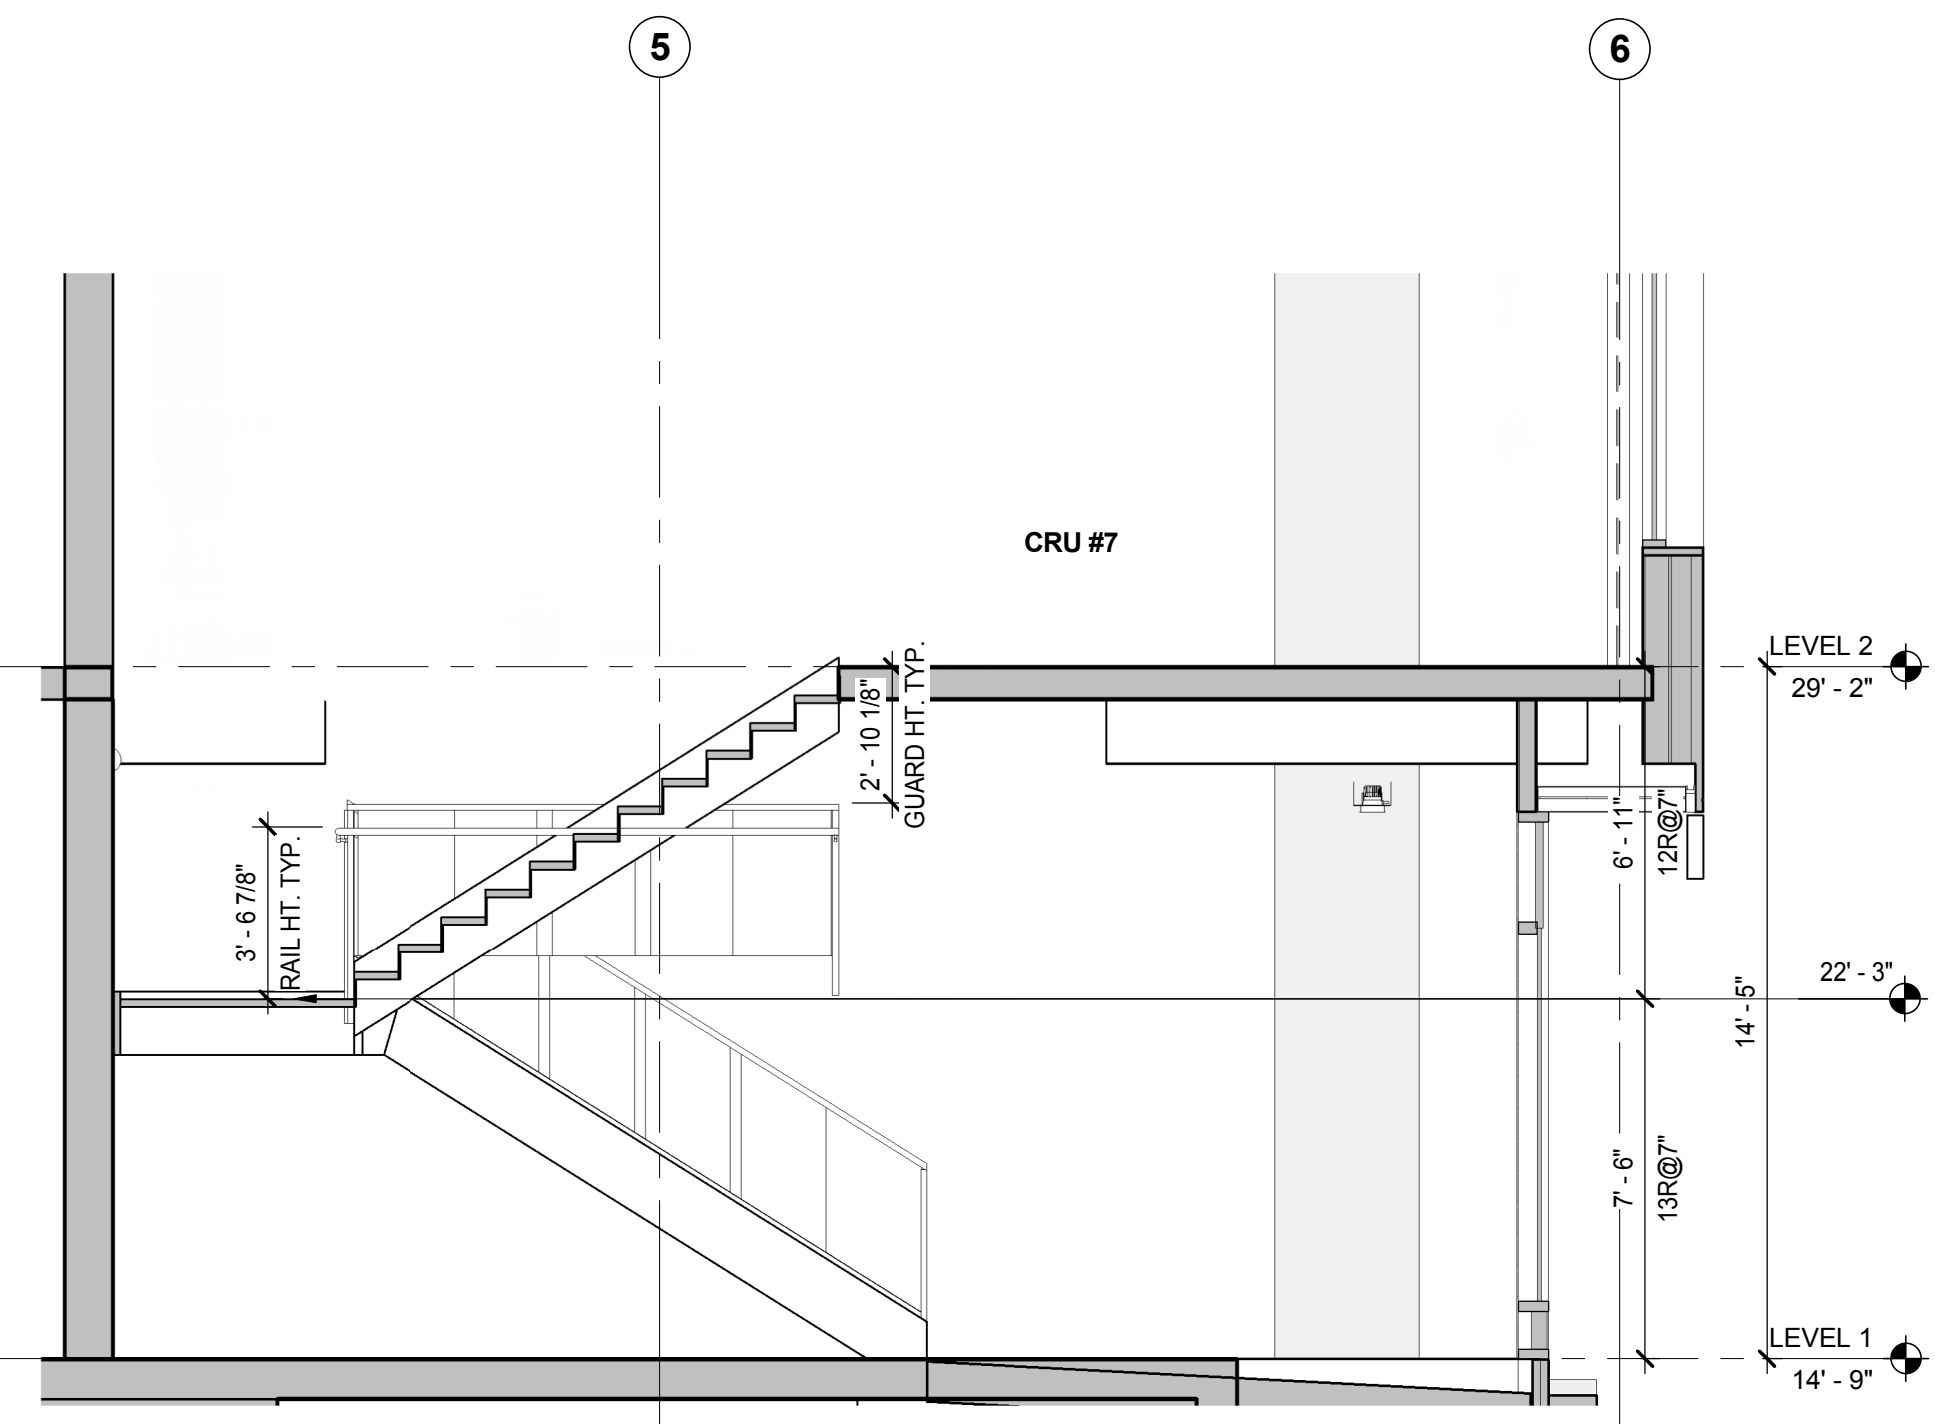 5
6
CRU #7
LEVEL 2
29' - 2"
2' - 10 1/8"
GUARD HT. TYP.
3' - 6 7/8"
RAIL HT. TYP.
6' - 11"
12R@7"
22' - 3"
14' - 5"
7' - 6"
13R@7"
LEVEL 1
14' - 9"